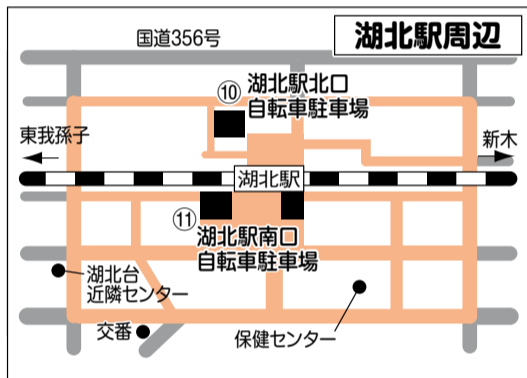 国道356号
湖北駅周辺
⑩
湖北駅北口
自転車駐車場
東我孫子
新木
湖北駅
⑪
湖北駅南口
自転車駐車場
湖北台
近隣センター
交番
保健センター